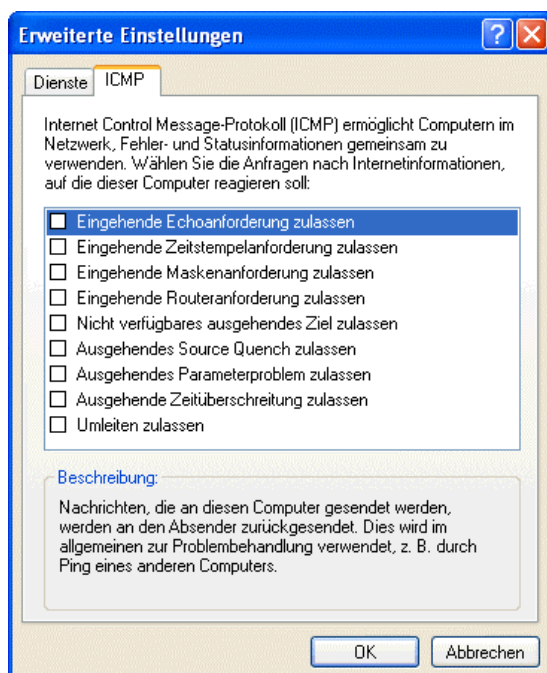 Erweiterte Einstellungen
Dienste
ICMP
Internet Control Message-Protokoll (ICMP) ermöglicht Computern im
Netzwerk, Fehler- und Statusinformationen gemeinsam zu
verwenden. Wählen Sie die Anfragen nach Internetinformationen,
auf die dieser Computer reagieren soll:
Eingehende Echoanforderung zulassen
Eingehende Zeitstempelanforderung zulassen
Eingehende Maskenanforderung zulassen
Eingehende Routeranforderung zulassen
Nicht verfügbares ausgehendes Ziel zulassen
Ausgehendes Source Quench zulassen
Ausgehendes Parameterproblem zulassen
Ausgehende Zeitüberschreitung zulassen
Umleiten zulassen
Beschreibung:
Nachrichten, die an diesen Computer gesendet werden,
werden an den Absender zurückgesendet. Dies wird im
allgemeinen zur Problembehandlung verwendet, z. B. durch
Ping eines anderen Computers.
OK
Abbrechen